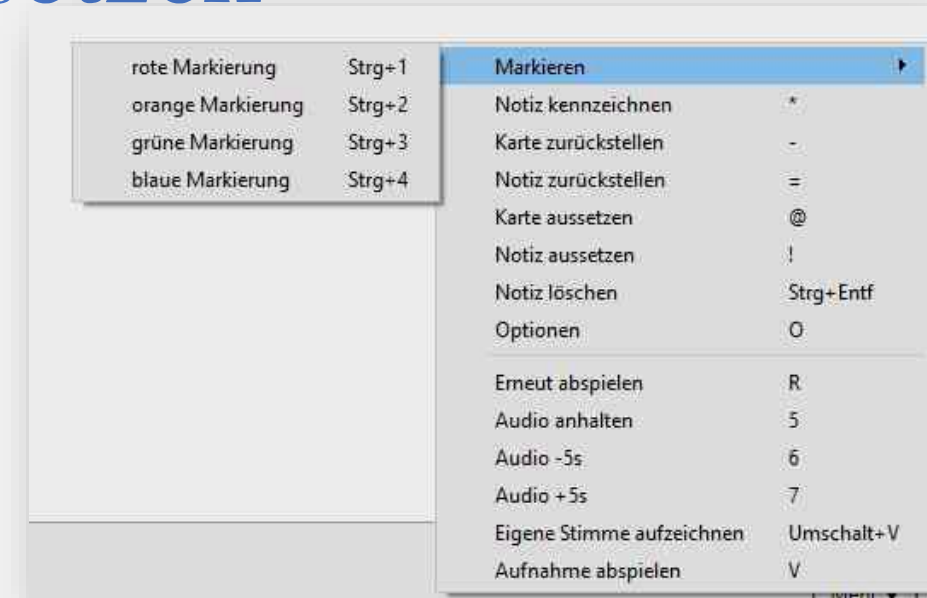 rote Markierung Strg+1
orange Markierung Strg+2
grüne Markierung Strg+3
blaue Markierung Strg+4
Markieren
Notiz kennzeichnen *
Karte zurückstellen -
Notiz zurückstellen =
Karte aussetzen @
Notiz aussetzen !
Notiz löschen Strg+Entf
Optionen O
Erneut abspielen R
Audio anhalten 5
Audio -5s 6
Audio +5s 7
Eigene Stimme aufzeichnen Umschalt+V
Aufnahme abspielen V